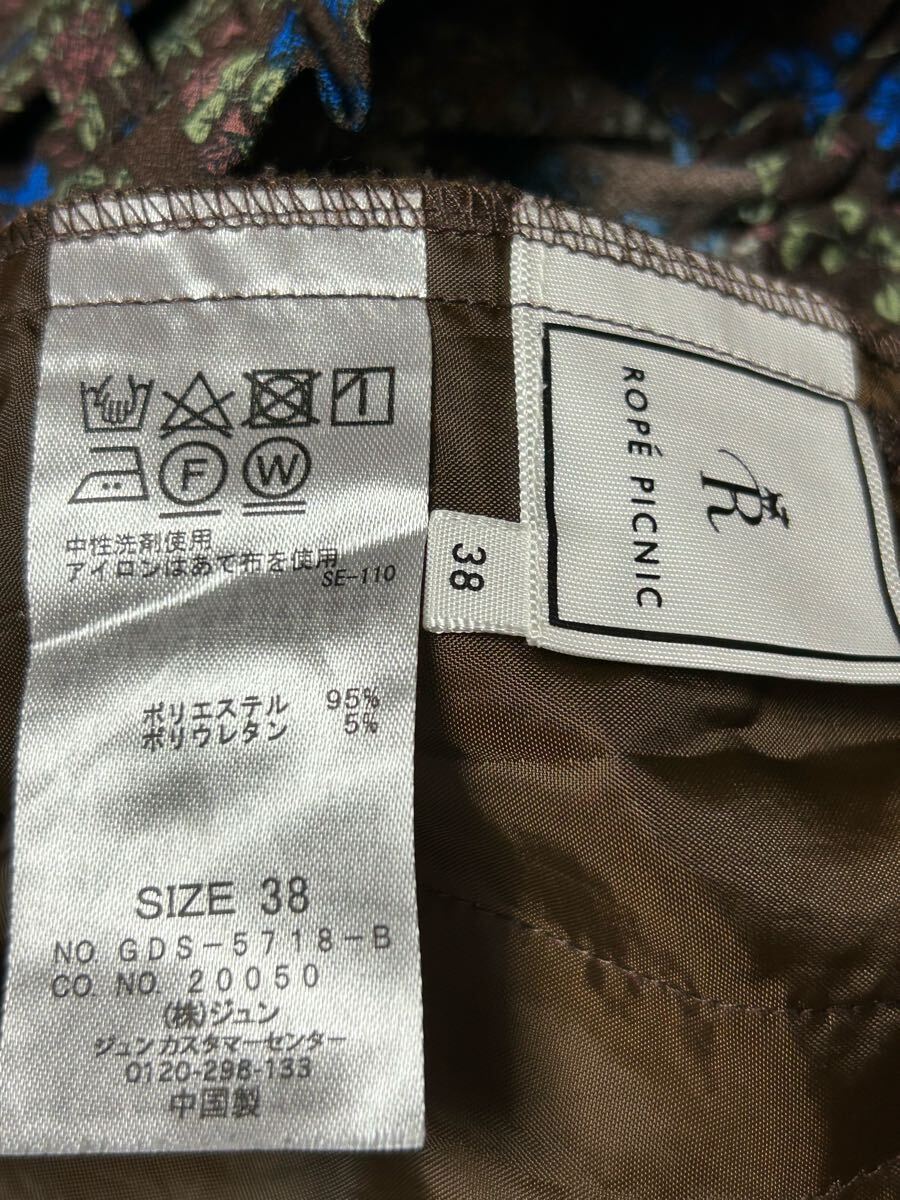 F W
中性洗剤使用
アイロンはあて布を使用
SE-110
ポリエステル 95%
ポリウレタン 5%
SIZE 38
NO GDS-5718-B
CO. NO. 20050
(株)ジュン
ジュンカスタマーセンター
0120-298-133
中国製
38
R
ROPÉ PICNIC